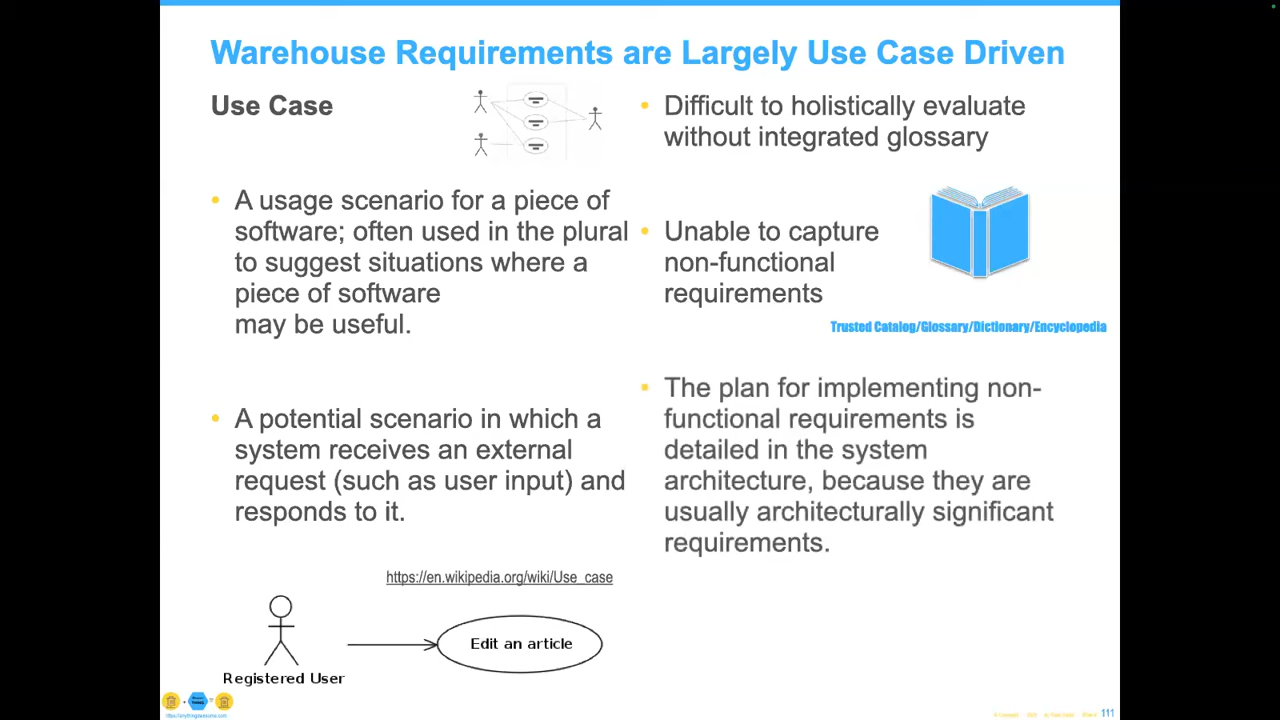 Warehouse Requirements are Largely Use Case Driven
Use Case
• A usage scenario for a piece of
software; often used in the plural
to suggest situations where a
piece of software
may be useful.
• A potential scenario in which a
system receives an external
request (such as user input) and
responds to it.
https://en.wikipedia.org/wiki/Use_case
Registered User
Edit an article
• Difficult to holistically evaluate
without integrated glossary
• Unable to capture
non-functional
requirements
Trusted Catalog/Glossary/Dictionary/Encyclopedia
• The plan for implementing non-
functional requirements is
detailed in the system
architecture, because they are
usually architecturally significant
requirements.
https://anythingawesome.com
111